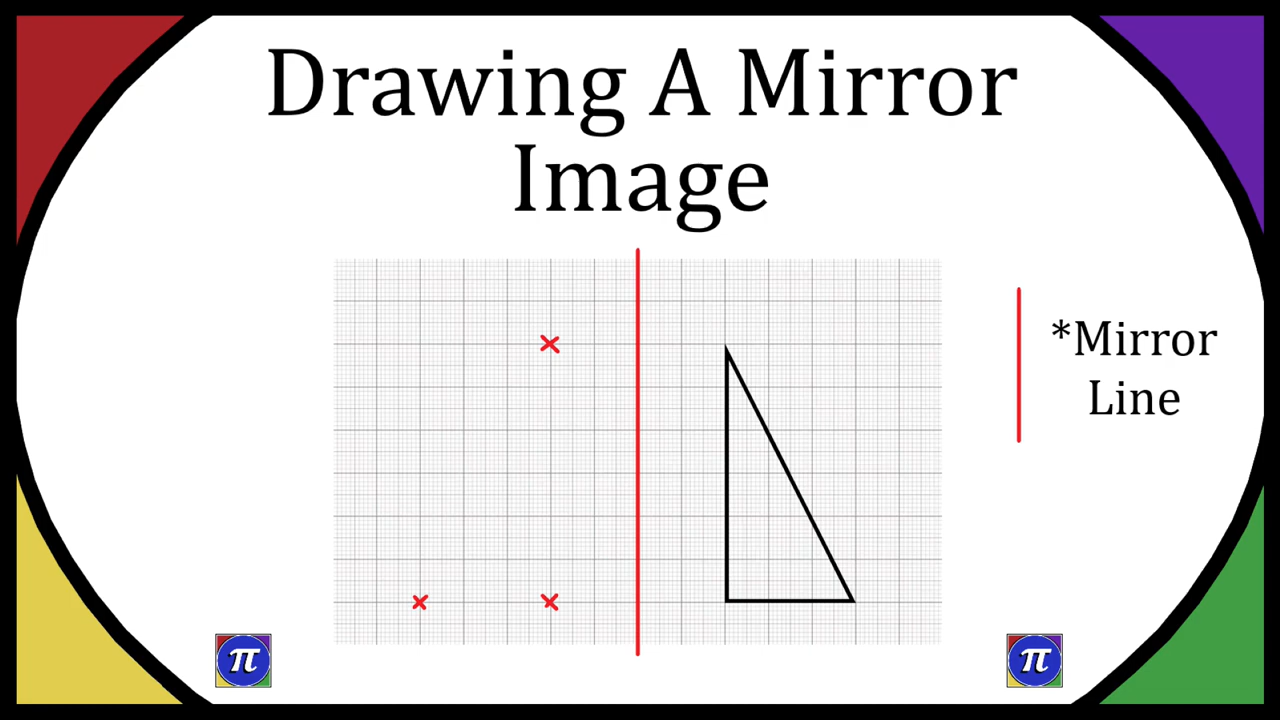 Drawing A Mirror
Image
*Mirror
Line
π
π